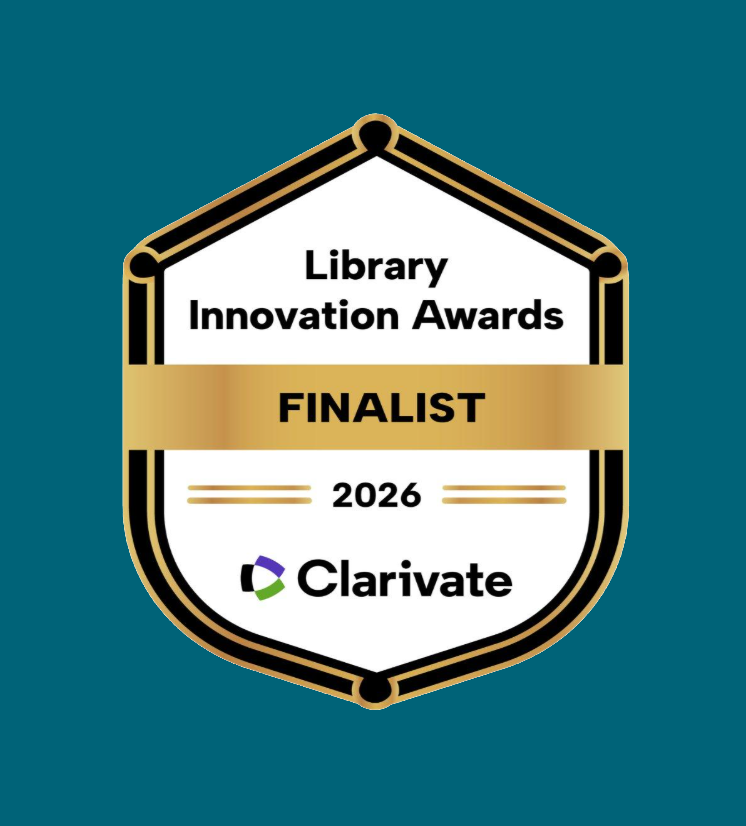 Library
Innovation Awards
FINALIST
2026
Clarivate